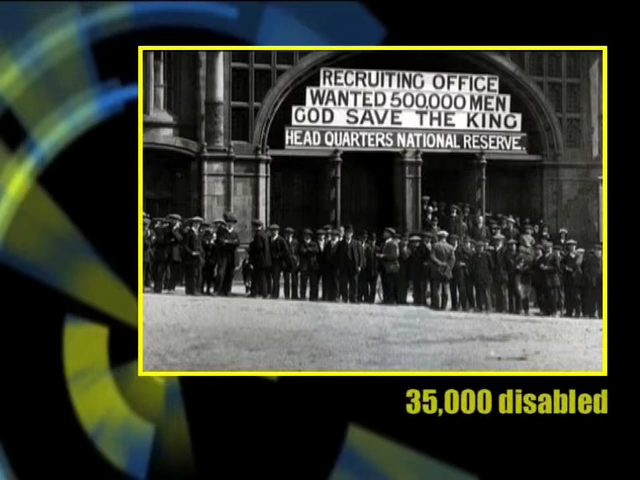 RECRUITING OFFICE
WANTED 500,000 MEN
GOD SAVE THE KING
HEAD QUARTERS NATIONAL RESERVE.
35,000 disabled